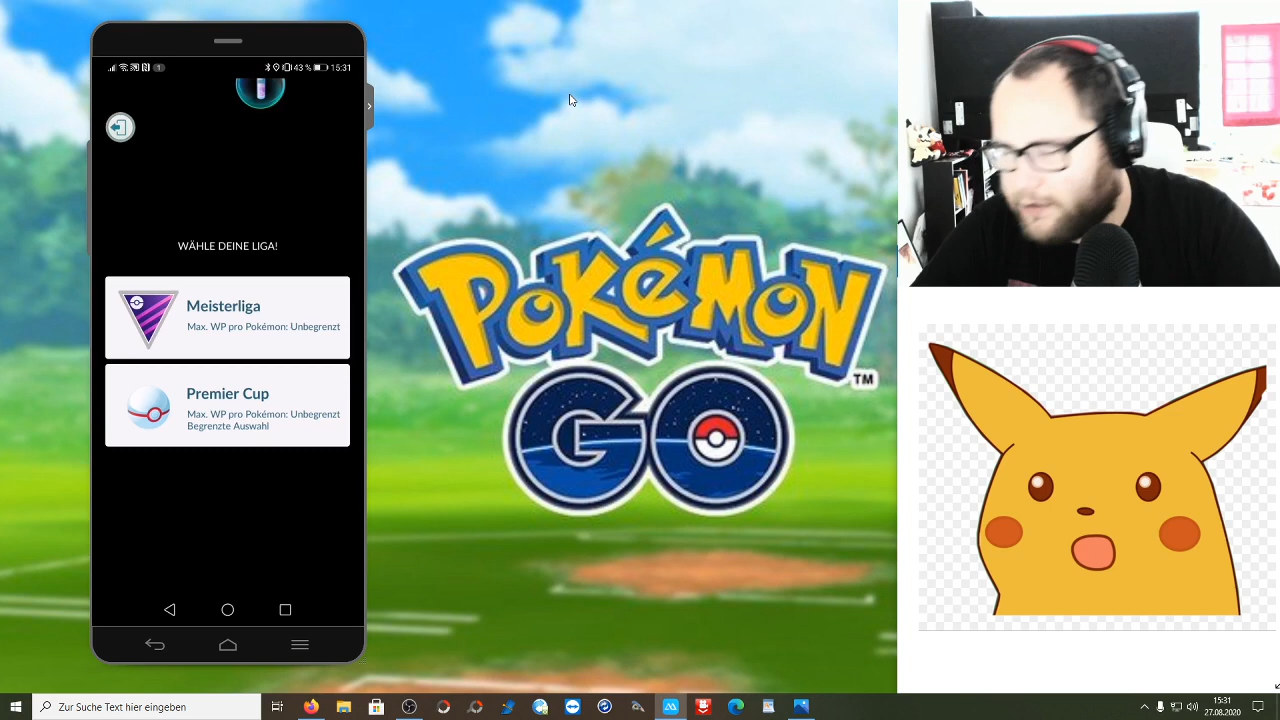 1
43 %
15:31
WÄHLE DEINE LIGA!
Meisterliga
Max. WP pro Pokémon: Unbegrenzt
Premier Cup
Max. WP pro Pokémon: Unbegrenzt
Begrenzte Auswahl
POKéMON
TM
GO
Zur Suche Text hier eingeben
15:31
27.08.2020